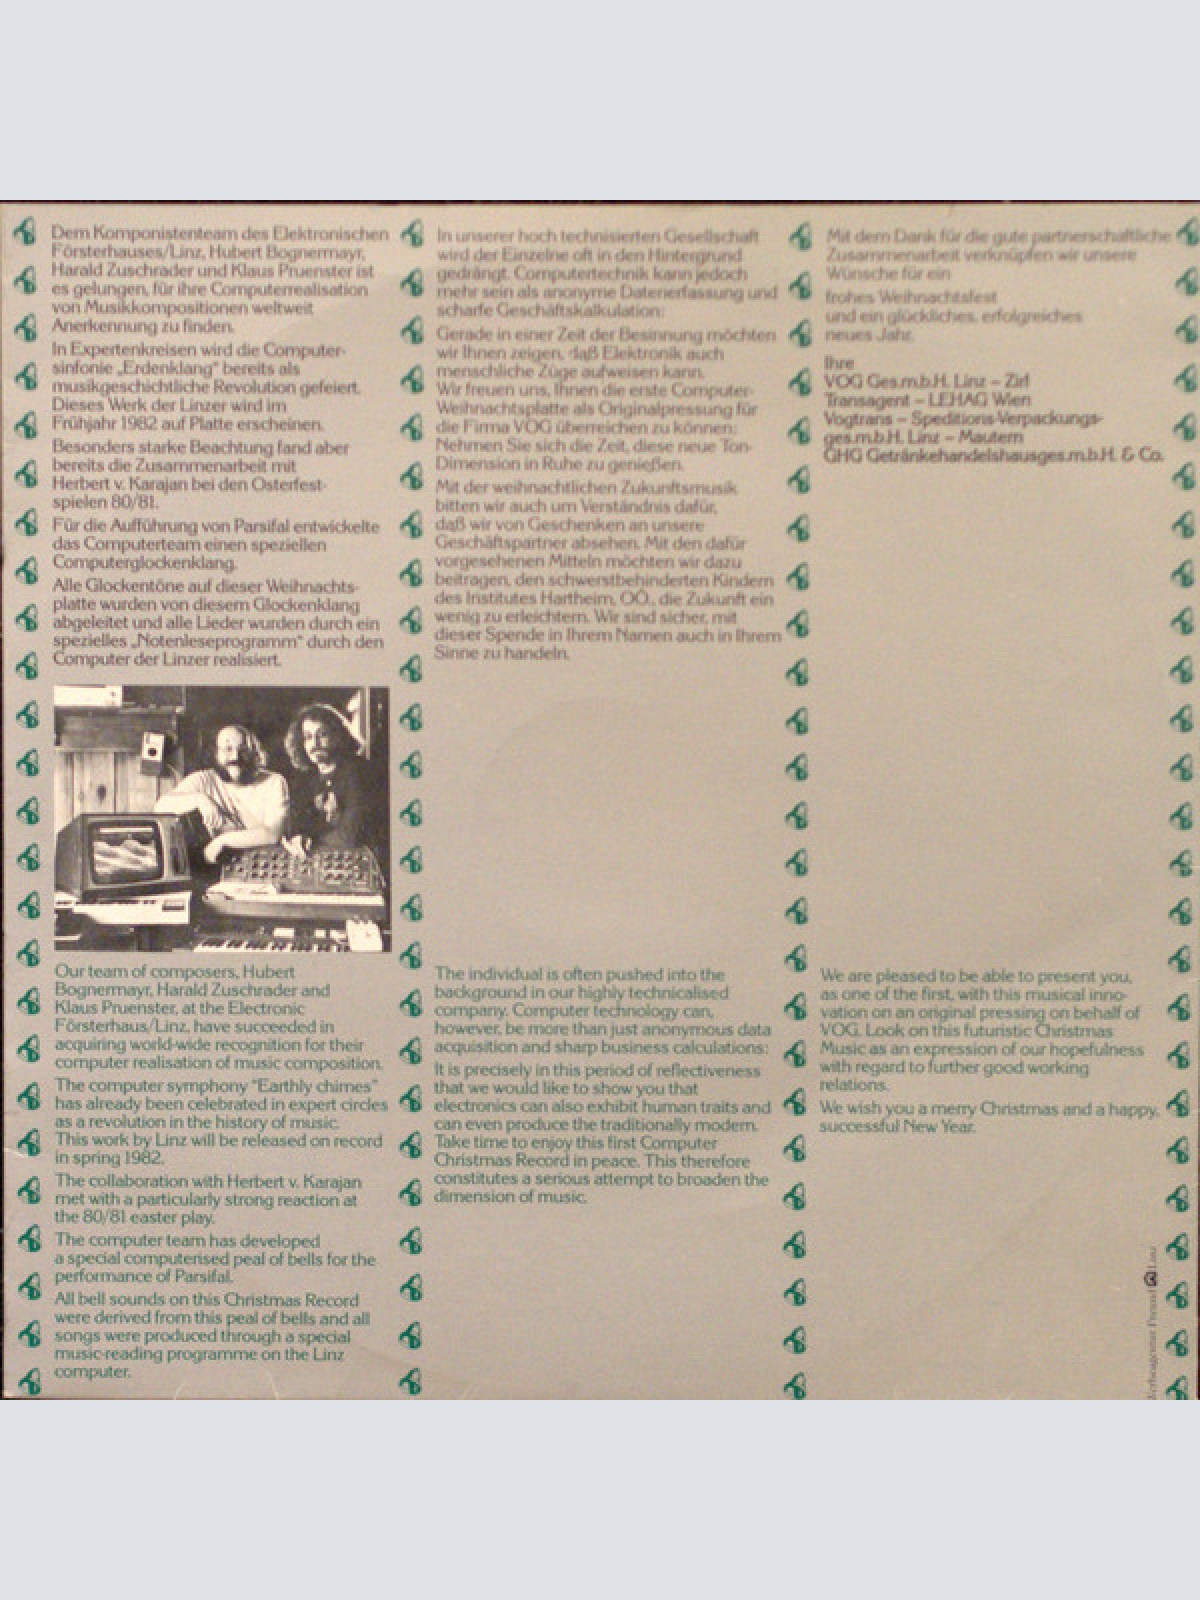 Dem Komponistenteam des Elektronischen
Försterhauses/Linz, Hubert Bognermayr,
Harald Zuschrader und Klaus Pruenster ist
es gelungen, für ihre Computerrealisation
von Musikkompositionen weltweit
Anerkennung zu finden.
In Expertenkreisen wird die Computer-
sinfonie „Erdenklang“ bereits als
musikgeschichtliche Revolution gefeiert.
Dieses Werk der Linzer wird im
Frühjahr 1982 auf Platte erscheinen.
Besonders starke Beachtung fand aber
bereits die Zusammenarbeit mit
Herbert v. Karajan bei den Osterfest-
spielen 80/81.
Für die Aufführung von Parsifal entwickelte
das Computerteam einen speziellen
Computerglockenklang.
Alle Glockentöne auf dieser Weihnachts-
platte wurden von diesem Glockenklang
abgeleitet und alle Lieder wurden durch ein
spezielles „Notenleseprogramm“ durch den
Computer der Linzer realisiert.
In unserer hoch technisierten Gesellschaft
wird der Einzelne oft in den Hintergrund
gedrängt. Computertechnik kann jedoch
mehr sein als anonyme Datenerfassung und
scharfe Geschäftskalkulation:
Gerade in einer Zeit der Besinnung möchten
wir Ihnen zeigen, daß Elektronik auch
menschliche Züge aufweisen kann.
Wir freuen uns, Ihnen die erste Computer-
Weihnachtsplatte als Originalpressung für
die Firma VOG überreichen zu können:
Nehmen Sie sich die Zeit, diese neue Ton-
Dimension in Ruhe zu genießen.
Mit der weihnachtlichen Zukunftsmusik
bitten wir auch um Verständnis dafür,
daß wir von Geschenken an unsere
Geschäftspartner absehen. Mit den dafür
vorgesehenen Mitteln möchten wir dazu
beitragen, den schwerstbehinderten Kindern
des Institutes Hartheim, OÖ., die Zukunft ein
wenig zu erleichtern. Wir sind sicher, mit
dieser Spende in Ihrem Namen auch in Ihrem
Sinne zu handeln.
Mit dem Dank für die gute partnerschaftliche
Zusammenarbeit verknüpfen wir unsere
Wünsche für ein
frohes Weihnachtsfest
und ein glückliches, erfolgreiches
neues Jahr.
Ihre
VOG Ges.m.b.H. Linz – Zirl
Transagent – LEHAG Wien
Vogtrans – Speditions-Verpackungs-
ges.m.b.H. Linz – Mautern
GHG Getränkehandelshausges.m.b.H. & Co.
Our team of composers, Hubert
Bognermayr, Harald Zuschrader and
Klaus Pruenster, at the Electronic
Försterhaus/Linz, have succeeded in
acquiring world-wide recognition for their
computer realisation of music composition.
The computer symphony "Earthly chimes"
has already been celebrated in expert circles
as a revolution in the history of music.
This work by Linz will be released on record
in spring 1982.
The collaboration with Herbert v. Karajan
met with a particularly strong reaction at
the 80/81 easter play.
The computer team has developed
a special computerised peal of bells for the
performance of Parsifal.
All bell sounds on this Christmas Record
were derived from this peal of bells and all
songs were produced through a special
music-reading programme on the Linz
computer.
The individual is often pushed into the
background in our highly technicalised
company. Computer technology can,
however, be more than just anonymous data
acquisition and sharp business calculations:
It is precisely in this period of reflectiveness
that we would like to show you that
electronics can also exhibit human traits and
can even produce the traditionally modern.
Take time to enjoy this first Computer
Christmas Record in peace. This therefore
constitutes a serious attempt to broaden the
dimension of music.
We are pleased to be able to present you,
as one of the first, with this musical inno-
vation on an original pressing on behalf of
VOG. Look on this futuristic Christmas
Music as an expression of our hopefulness
with regard to further good working
relations.
We wish you a merry Christmas and a happy,
successful New Year.
Werbeagentur Freund Linz